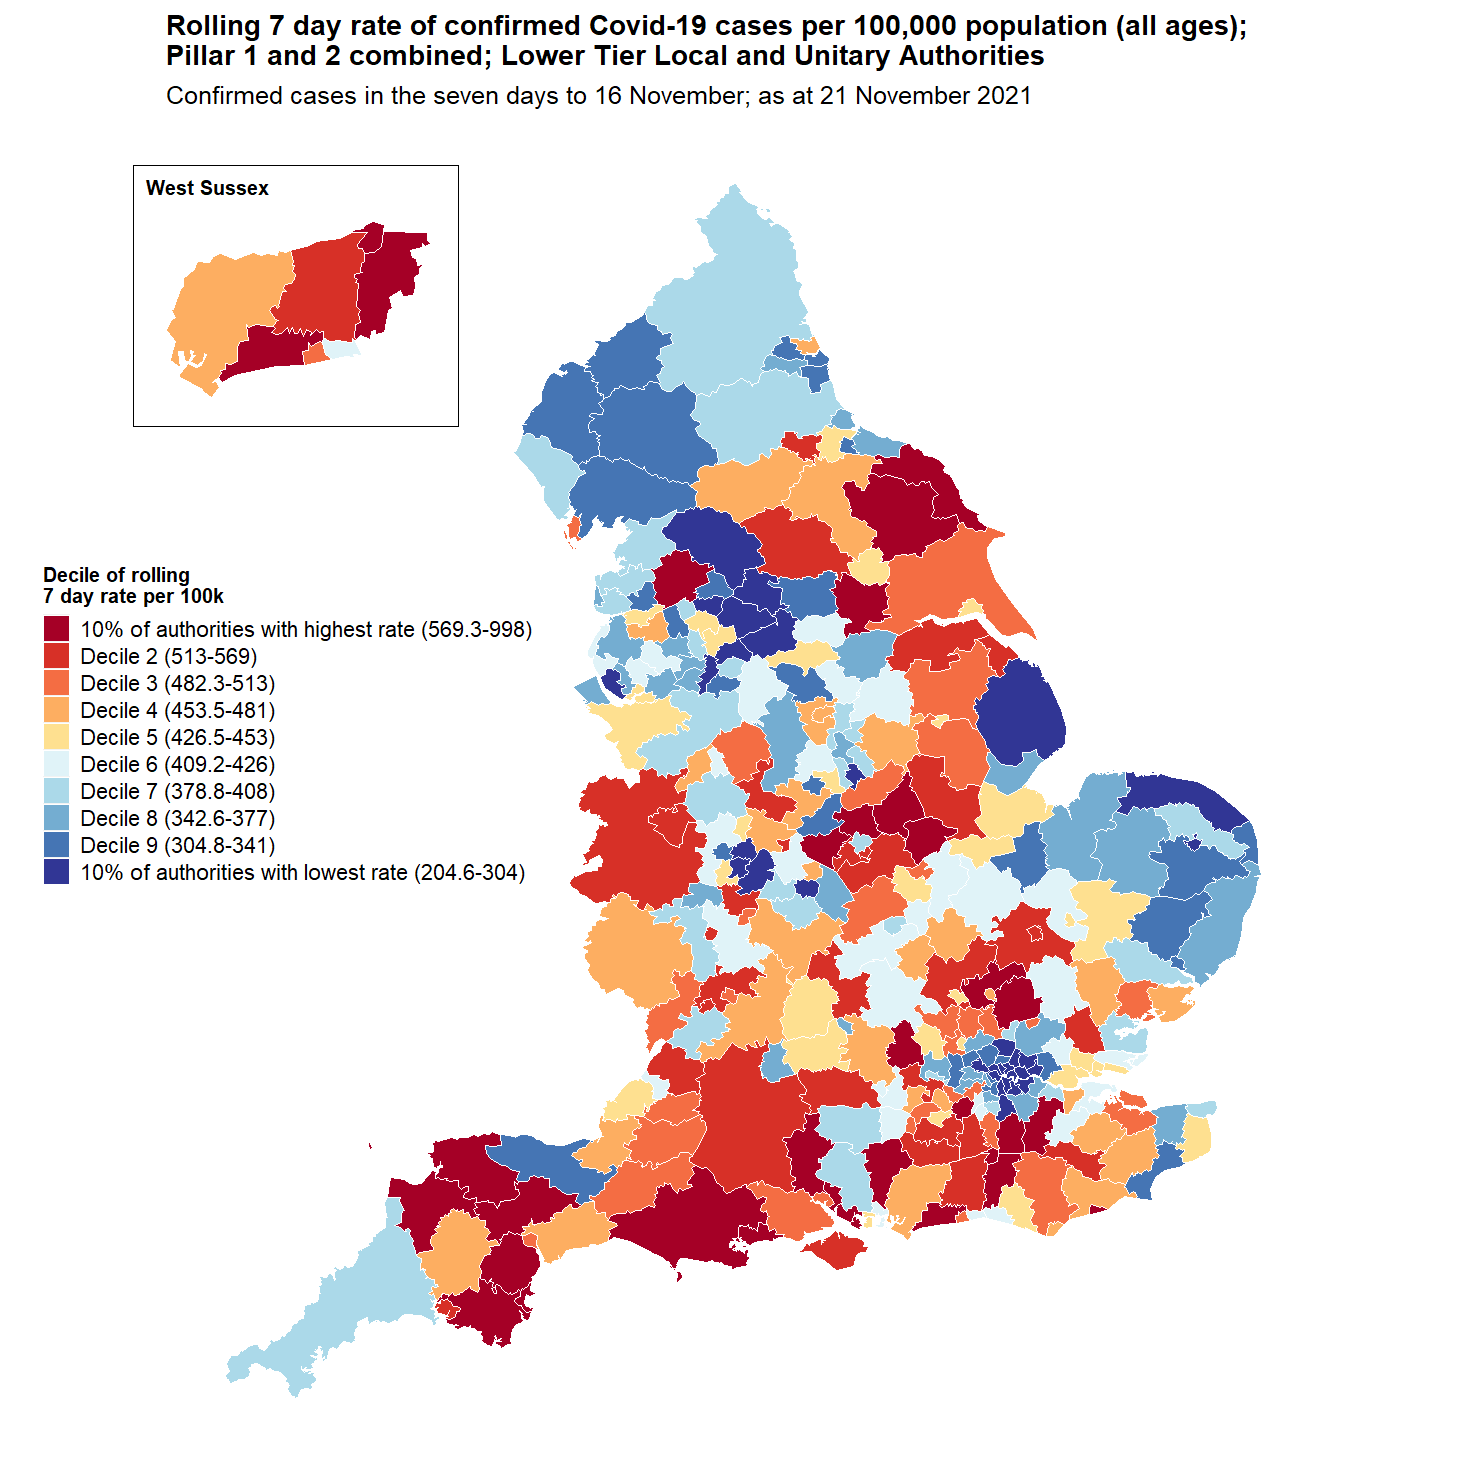 Rolling 7 day rate of confirmed Covid-19 cases per 100,000 population (all ages);
Pillar 1 and 2 combined; Lower Tier Local and Unitary Authorities
Confirmed cases in the seven days to 16 November; as at 21 November 2021
West Sussex
Decile of rolling
7 day rate per 100k
10% of authorities with highest rate (569.3-998)
Decile 2 (513-569)
Decile 3 (482.3-513)
Decile 4 (453.5-481)
Decile 5 (426.5-453)
Decile 6 (409.2-426)
Decile 7 (378.8-408)
Decile 8 (342.6-377)
Decile 9 (304.8-341)
10% of authorities with lowest rate (204.6-304)